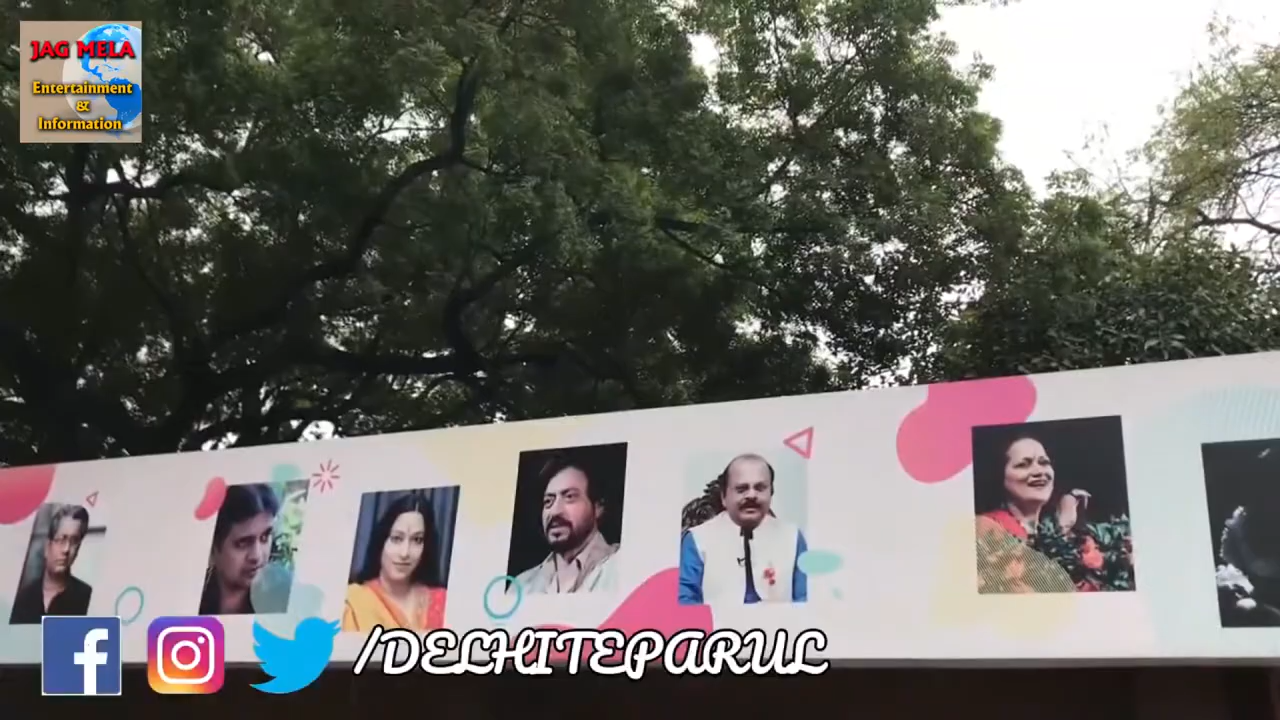 JAG MELA
Entertainment
&
Information
/DELHITEPARUL